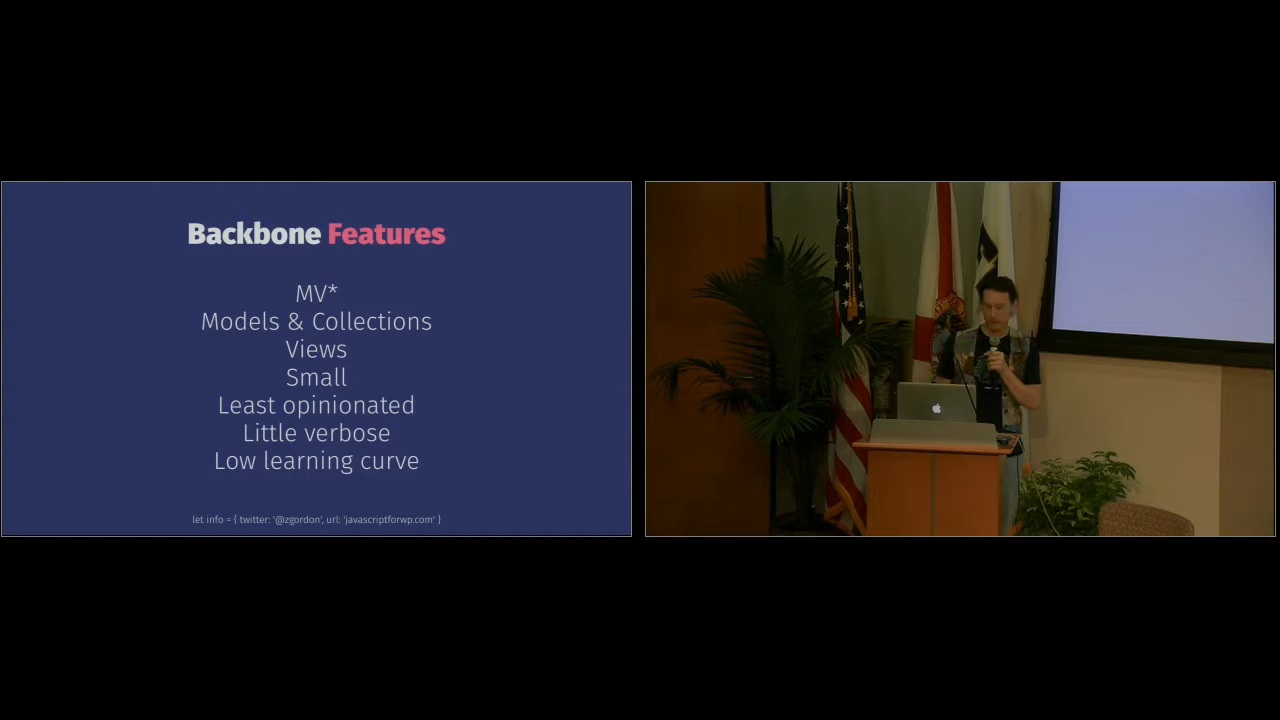 Backbone Features
MV*
Models & Collections
Views
Small
Least opinionated
Little verbose
Low learning curve
let info = { twitter: '@zgordon', url: 'javascriptforwp.com' }